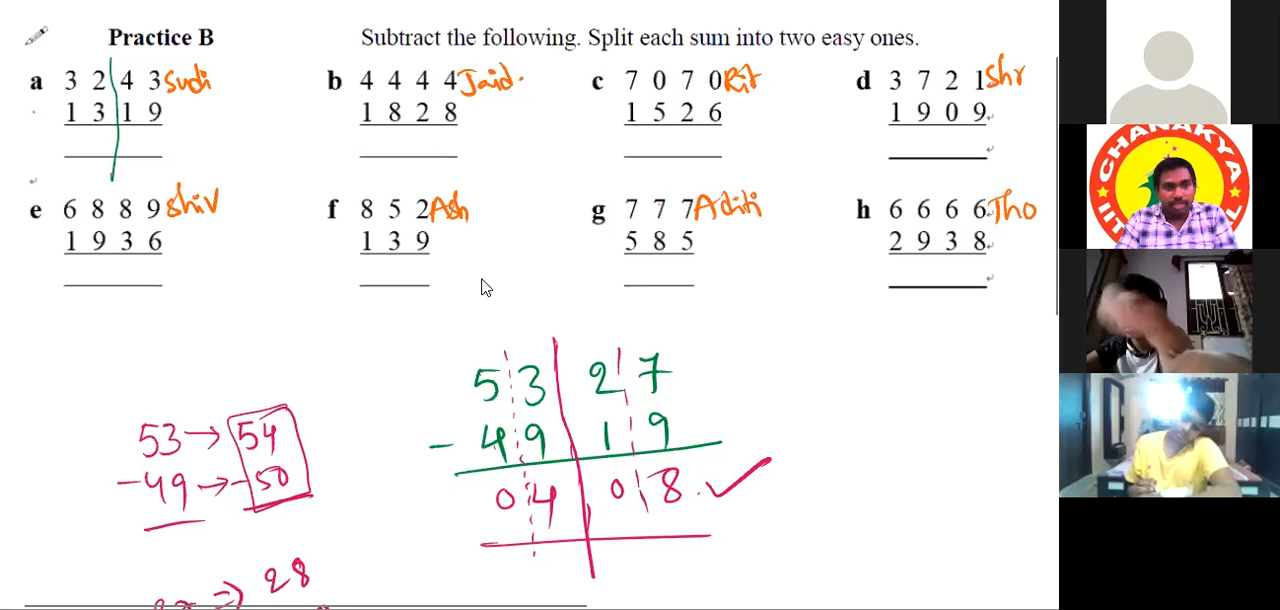 Practice B Subtract the following. Split each sum into two easy ones.
a 3 2 4 3 Sudi b 4 4 4 4 Jaid. c 7 0 7 0 Rit d 3 7 2 1 Shr
1 3 1 9 1 8 2 8 1 5 2 6 1 9 0 9
e 6 8 8 9 Shiv f 8 5 2 Ash g 7 7 7 Aditi h 6 6 6 6 Tho
1 9 3 6 1 3 9 5 8 5 2 9 3 8
5 3 2 7
- 4 9 1 9
0 4 0 8
53 → 54
-49 → -50
⇒ 28
CHANAKYA